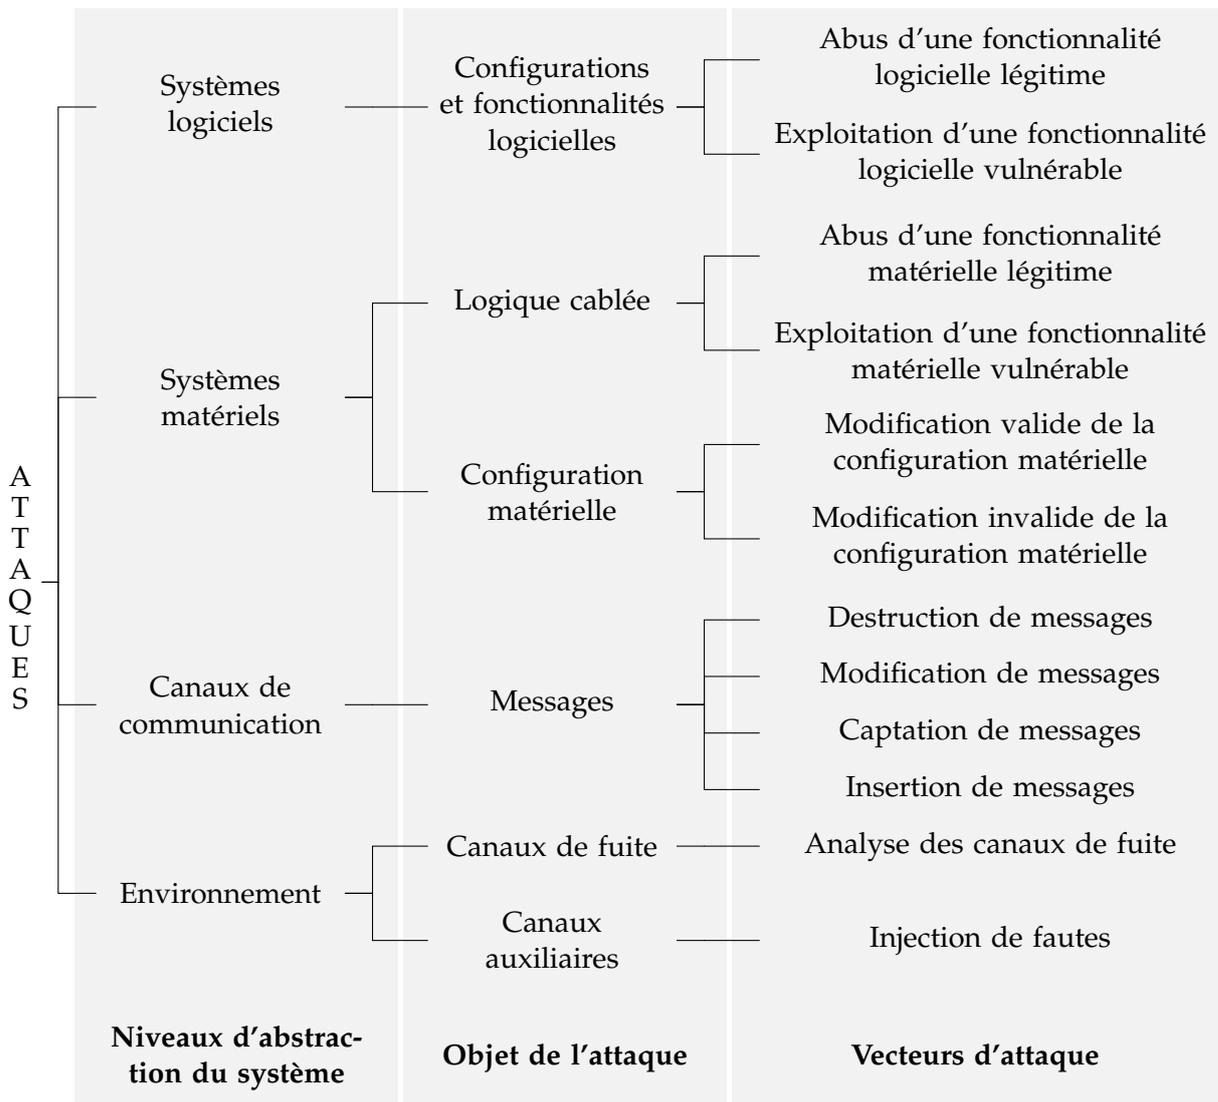 ATTAQUES
Systèmes
logiciels
Configurations
et fonctionnalités
logicielles
Abus d'une fonctionnalité
logicielle légitime
Exploitation d'une fonctionnalité
logicielle vulnérable
Systèmes
matériels
Logique cablée
Abus d'une fonctionnalité
matérielle légitime
Exploitation d'une fonctionnalité
matérielle vulnérable
Configuration
matérielle
Modification valide de la
configuration matérielle
Modification invalide de la
configuration matérielle
Canaux de
communication
Messages
Destruction de messages
Modification de messages
Captation de messages
Insertion de messages
Environnement
Canaux de fuite
Analyse des canaux de fuite
Canaux
auxiliaires
Injection de fautes
Niveaux d'abstrac-
tion du système
Objet de l'attaque
Vecteurs d'attaque